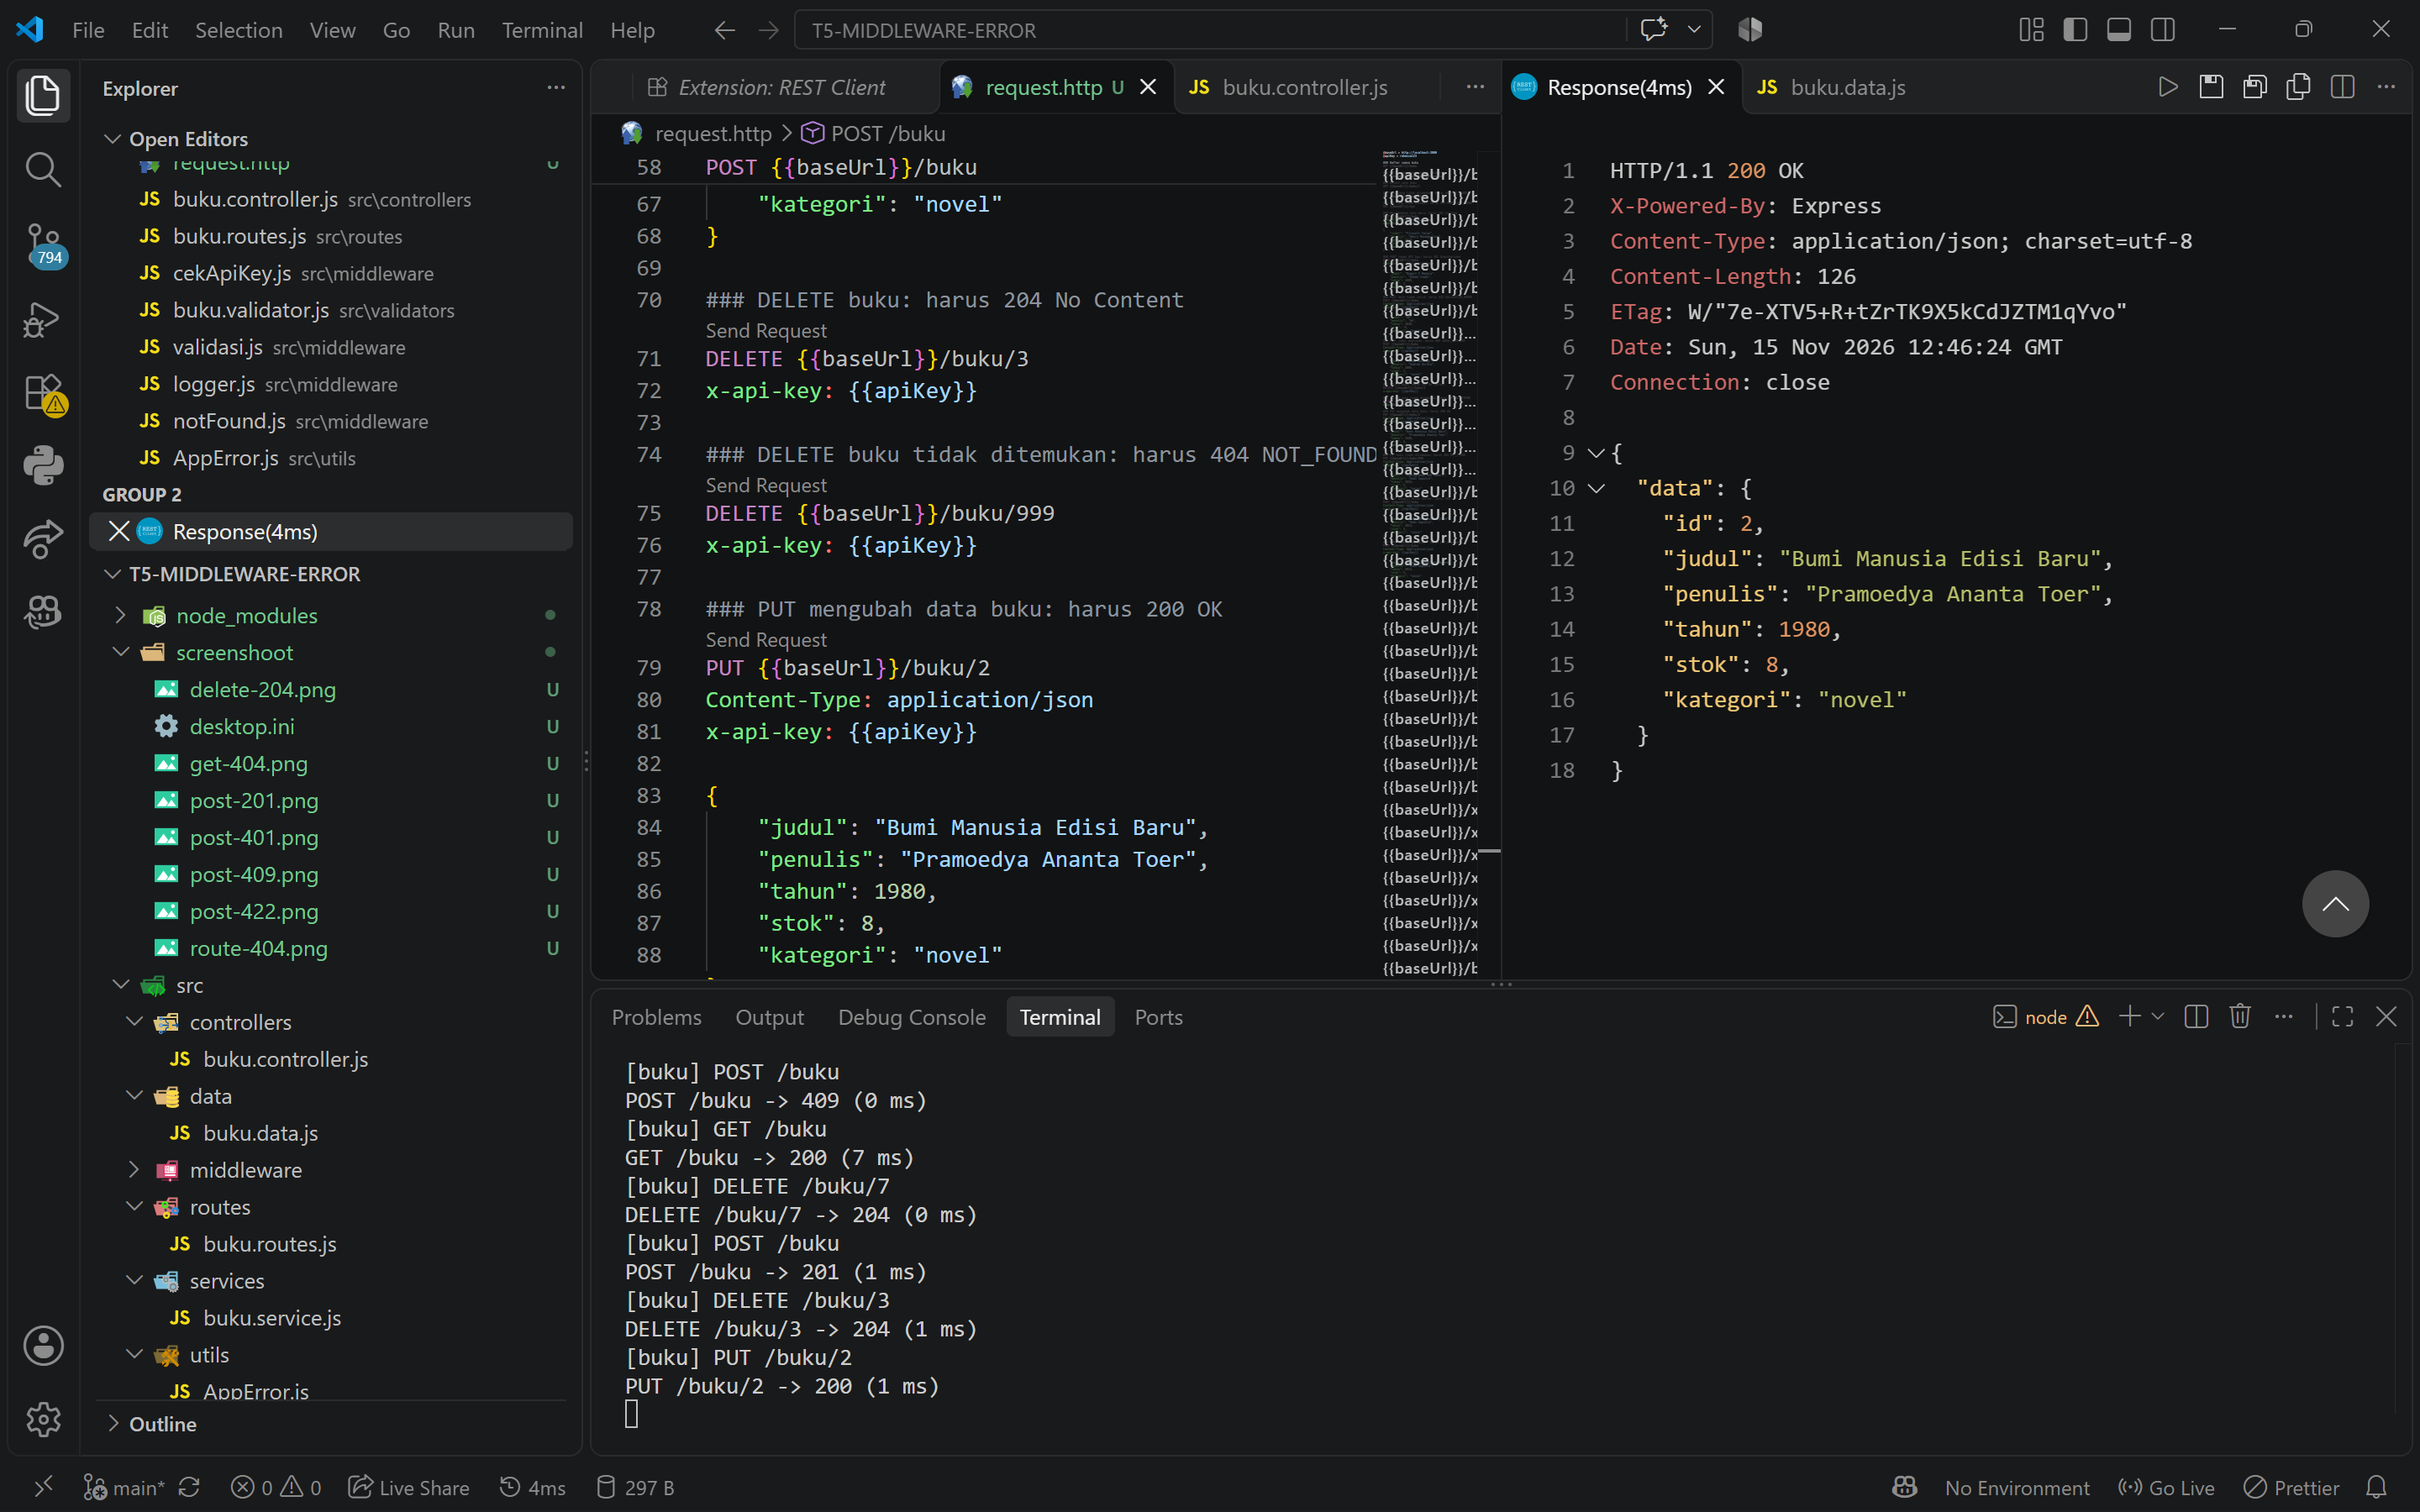 File Edit Selection View Go Run Terminal Help
T5-MIDDLEWARE-ERROR
Explorer
Open Editors
request.http U
JS buku.controller.js src\controllers
JS buku.routes.js src\routes
JS cekApiKey.js src\middleware
JS buku.validator.js src\validators
JS validasi.js src\middleware
JS logger.js src\middleware
JS notFound.js src\middleware
JS AppError.js src\utils
GROUP 2
Response(4ms)
T5-MIDDLEWARE-ERROR
node_modules
screenshoot
delete-204.png U
desktop.ini U
get-404.png U
post-201.png U
post-401.png U
post-409.png U
post-422.png U
route-404.png U
src
controllers
JS buku.controller.js
data
JS buku.data.js
middleware
routes
JS buku.routes.js
services
JS buku.service.js
utils
JS AppError.js
Outline
794
Extension: REST Client
request.http U
JS buku.controller.js
request.http > POST /buku
58 POST {{baseUrl}}/buku
67 "kategori": "novel"
68 }
69
70 ### DELETE buku: harus 204 No Content
Send Request
71 DELETE {{baseUrl}}/buku/3
72 x-api-key: {{apiKey}}
73
74 ### DELETE buku tidak ditemukan: harus 404 NOT_FOUND
Send Request
75 DELETE {{baseUrl}}/buku/999
76 x-api-key: {{apiKey}}
77
78 ### PUT mengubah data buku: harus 200 OK
Send Request
79 PUT {{baseUrl}}/buku/2
80 Content-Type: application/json
81 x-api-key: {{apiKey}}
82
83 {
84 "judul": "Bumi Manusia Edisi Baru",
85 "penulis": "Pramoedya Ananta Toer",
86 "tahun": 1980,
87 "stok": 8,
88 "kategori": "novel"
Response(4ms)
JS buku.data.js
1 HTTP/1.1 200 OK
2 X-Powered-By: Express
3 Content-Type: application/json; charset=utf-8
4 Content-Length: 126
5 ETag: W/"7e-XTV5+R+tZrTK9X5kCdJZTM1qYvo"
6 Date: Sun, 15 Nov 2026 12:46:24 GMT
7 Connection: close
8
9 {
10 "data": {
11 "id": 2,
12 "judul": "Bumi Manusia Edisi Baru",
13 "penulis": "Pramoedya Ananta Toer",
14 "tahun": 1980,
15 "stok": 8,
16 "kategori": "novel"
17 }
18 }
Problems Output Debug Console Terminal Ports
node
[buku] POST /buku
POST /buku -> 409 (0 ms)
[buku] GET /buku
GET /buku -> 200 (7 ms)
[buku] DELETE /buku/7
DELETE /buku/7 -> 204 (0 ms)
[buku] POST /buku
POST /buku -> 201 (1 ms)
[buku] DELETE /buku/3
DELETE /buku/3 -> 204 (1 ms)
[buku] PUT /buku/2
PUT /buku/2 -> 200 (1 ms)
main* 0 0 Live Share 4ms 297 B
No Environment Go Live Prettier